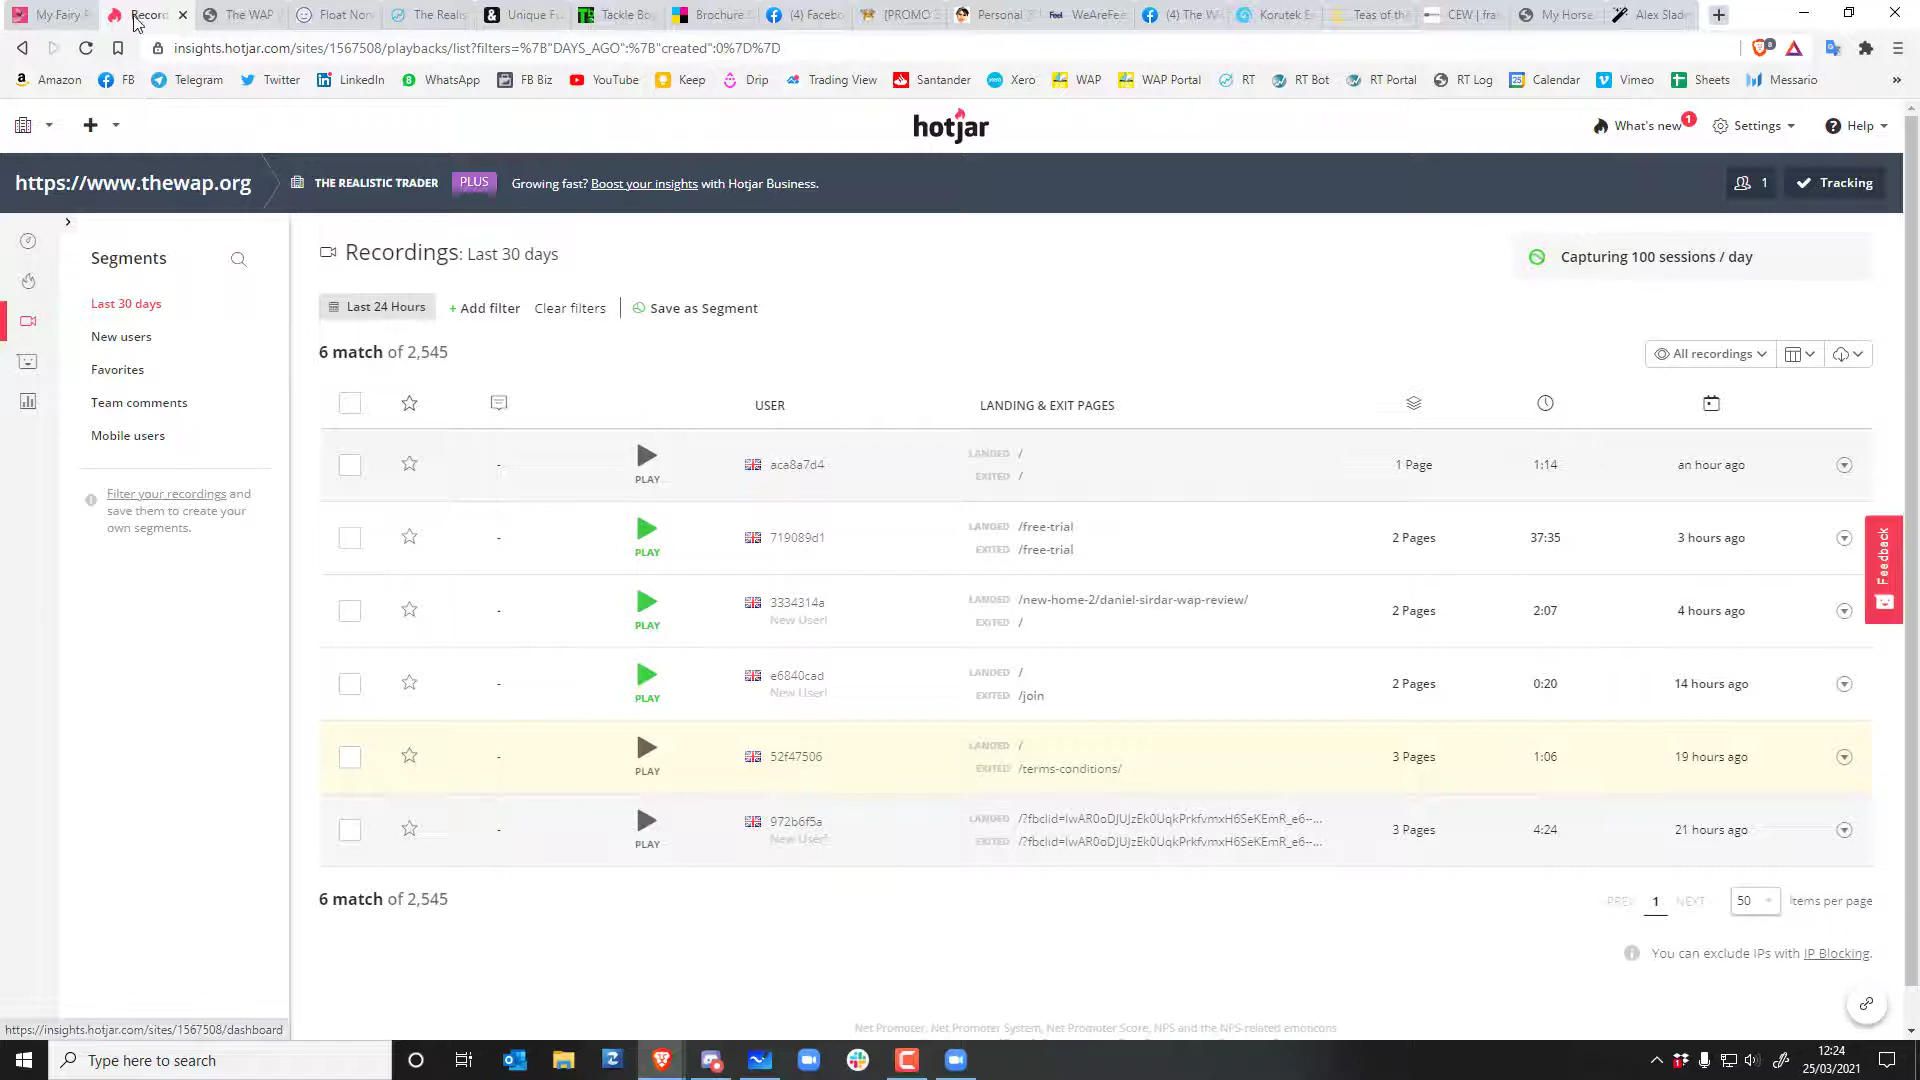 My Fairy
Record
The WAP
Float Non
The Realis
Unique Fu
Tackle Bo
Brochure
(4) Faceb
[PROMO
Personal
WeAreFee
(4) The W
Korutek E
Teas of the
CEW | fra
My Horse
Alex Slade
insights.hotjar.com/sites/1567508/playbacks/list?filters=%7B"DAYS_AGO":%7B"created":0%7D%7D
8
Amazon
FB
Telegram
Twitter
LinkedIn
WhatsApp
FB Biz
YouTube
Keep
Drip
Trading View
Santander
Xero
WAP
WAP Portal
RT
RT Bot
RT Portal
RT Log
Calendar
Vimeo
Sheets
Messario
hotjar
What's new 1
Settings
Help
https://www.thewap.org
THE REALISTIC TRADER
PLUS
Growing fast? Boost your insights with Hotjar Business.
1
Tracking
Segments
Last 30 days
New users
Favorites
Team comments
Mobile users
Filter your recordings and
save them to create your
own segments.
Recordings: Last 30 days
Capturing 100 sessions / day
Last 24 Hours
+ Add filter
Clear filters
Save as Segment
6 match of 2,545
All recordings
USER
LANDING & EXIT PAGES
-
PLAY
aca8a7d4
LANDED /
EXITED /
1 Page
1:14
an hour ago
-
PLAY
719089d1
LANDED /free-trial
EXITED /free-trial
2 Pages
37:35
3 hours ago
-
PLAY
3334314a
New User!
LANDED /new-home-2/daniel-sirdar-wap-review/
EXITED /
2 Pages
2:07
4 hours ago
-
PLAY
e6840cad
New User!
LANDED /
EXITED /join
2 Pages
0:20
14 hours ago
-
PLAY
52f47506
LANDED /
EXITED /terms-conditions/
3 Pages
1:06
19 hours ago
-
PLAY
972b6f5a
New User!
LANDED /?fbclid=IwAR0oDJUJzEk0UqkPrkfvmxH6SeKEmR_e6--...
EXITED /?fbclid=IwAR0oDJUJzEk0UqkPrkfvmxH6SeKEmR_e6--...
3 Pages
4:24
21 hours ago
6 match of 2,545
PREV 1 NEXT
50
items per page
You can exclude IPs with IP Blocking.
Feedback
Net Promoter, Net Promoter System, Net Promoter Score, NPS and the NPS-related emoticons
https://insights.hotjar.com/sites/1567508/dashboard
Type here to search
12:24
25/03/2021